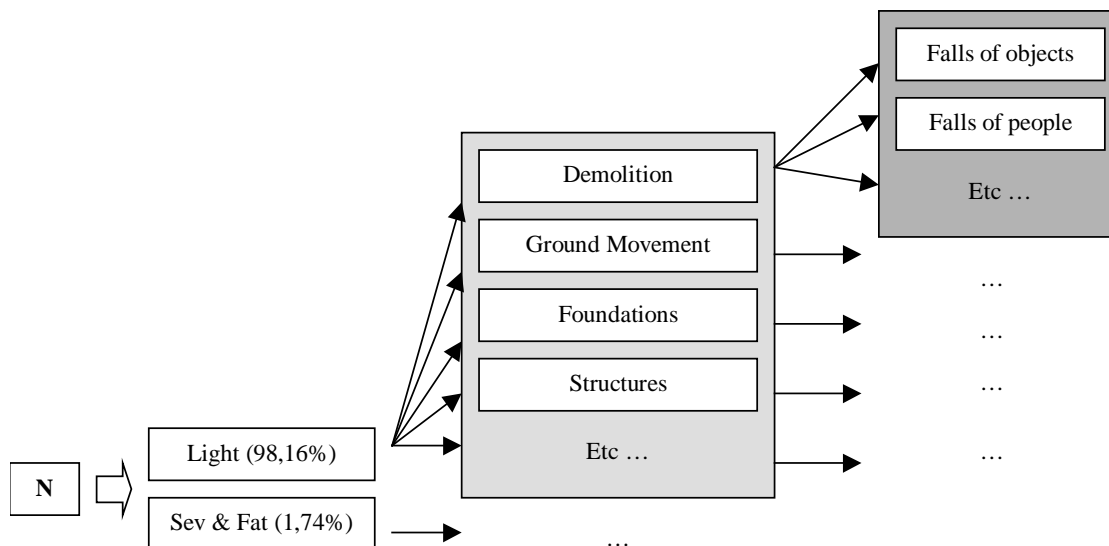 Falls of objects
Falls of people
Etc …
Demolition
Ground Movement
Foundations
Structures
Etc …
…
…
…
…
Light (98,16%)
N
Sev & Fat (1,74%)
…